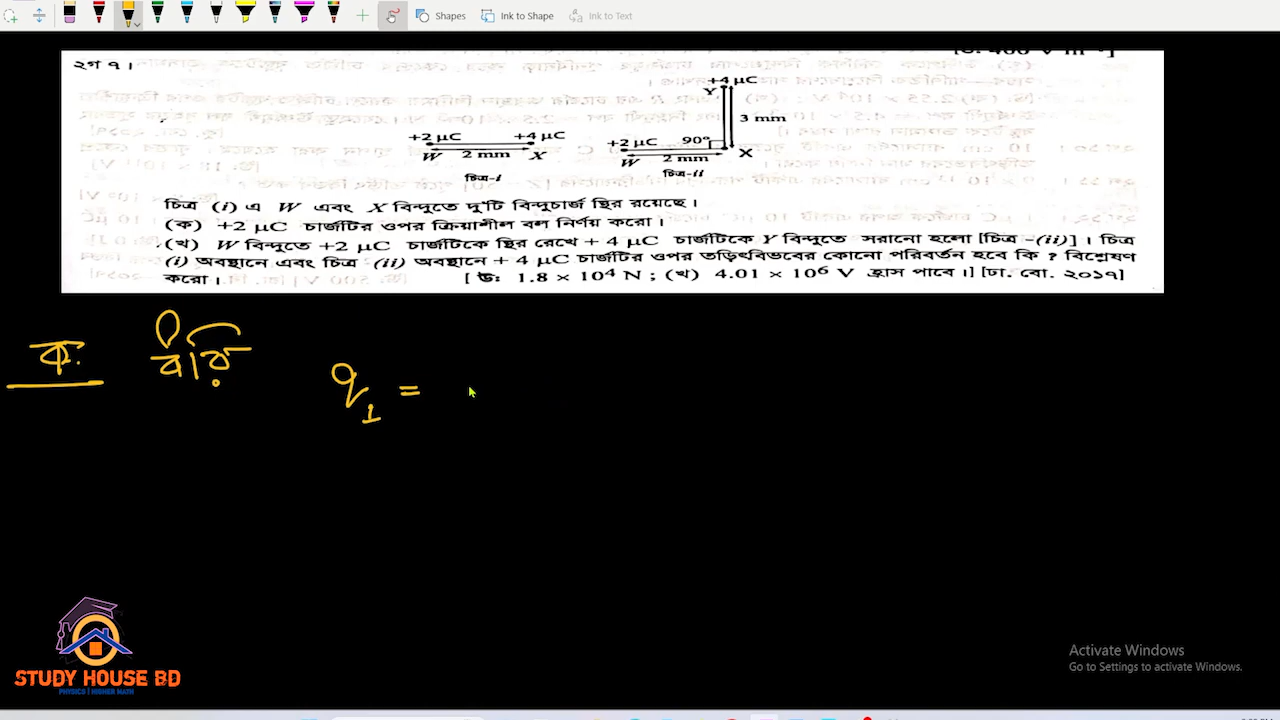 Shapes Ink to Shape Ink to Text
২গ ৭।
+4 μC
Y
3 mm
+2 μC +4 μC
W 2 mm X
চিত্র-i
+2 μC 90°
W 2 mm X
চিত্র-ii
চিত্র (i) এ W এবং X বিন্দুতে দু'টি বিন্দুচার্জ স্থির রয়েছে।
(ক) +2 μC চার্জটির ওপর ক্রিয়াশীল বল নির্ণয় করো।
(খ) W বিন্দুতে +2 μC চার্জটিকে স্থির রেখে + 4 μC চার্জটিকে Y বিন্দুতে সরানো হলো [চিত্র -(ii)]। চিত্র
(i) অবস্থানে এবং চিত্র (ii) অবস্থানে + 4 μC চার্জটির ওপর তড়িৎবিভবের কোনো পরিবর্তন হবে কি ? বিশ্লেষণ
করো। [ উঃ 1.8 × 10⁴ N ; (খ) 4.01 × 10⁶ V হ্রাস পাবে।] [ঢা. বো. ২০১৭]
ক:
q₁ =
STUDY HOUSE BD
PHYSICS | HIGHER MATH
Activate Windows
Go to Settings to activate Windows.